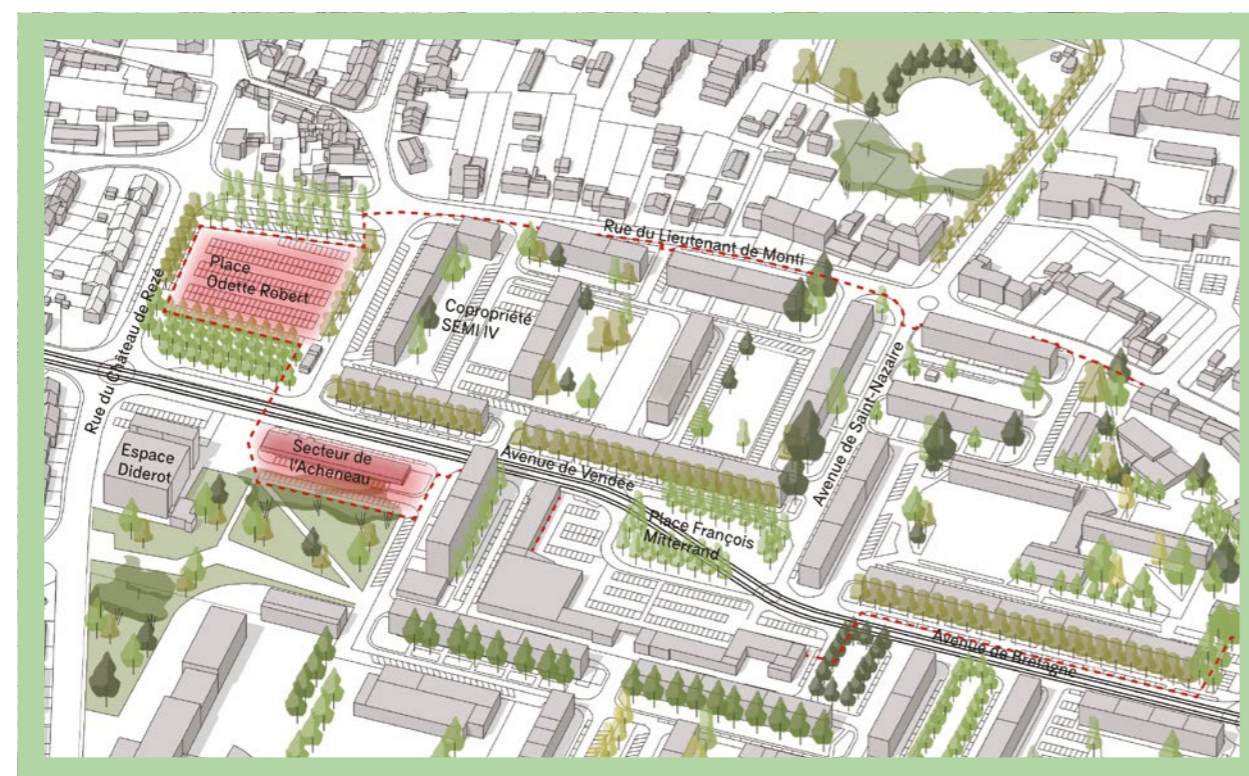 Rue du Lieutenant de Monti
Place
Odette Robert
Rue du Château de Rezé
Copropriété
SEMI IV
Avenue de Saint-Nazaire
Espace
Diderot
Secteur de
l'Acheneau
Avenue de Vendée
Place François
Mitterrand
Avenue de Bretagne